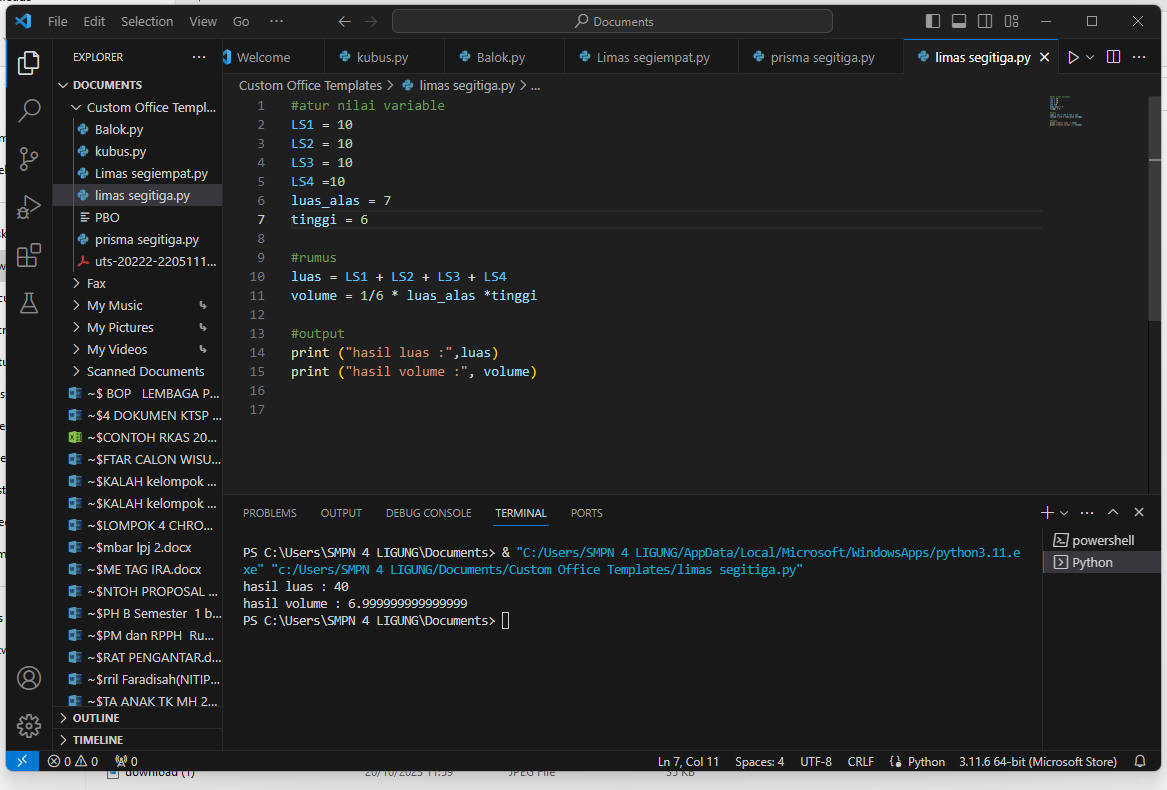 File Edit Selection View Go ··· Documents
EXPLORER ···
DOCUMENTS
Custom Office Templ...
Balok.py
kubus.py
Limas segiempat.py
limas segitiga.py
PBO
prisma segitiga.py
uts-20222-2205111...
Fax
My Music
My Pictures
My Videos
Scanned Documents
~$ BOP LEMBAGA P...
~$4 DOKUMEN KTSP ...
~$CONTOH RKAS 20...
~$FTAR CALON WISU...
~$KALAH kelompok ...
~$KALAH kelompok ...
~$LOMPOK 4 CHRO...
~$mbar lpj 2.docx
~$ME TAG IRA.docx
~$NTOH PROPOSAL ...
~$PH B Semester 1 b...
~$PM dan RPPH Ru...
~$RAT PENGANTAR.d...
~$rril Faradisah(NITIP...
~$TA ANAK TK MH 2...
OUTLINE
TIMELINE
Welcome kubus.py Balok.py Limas segiempat.py prisma segitiga.py limas segitiga.py
Custom Office Templates > limas segitiga.py > ...
1 #atur nilai variable
2 LS1 = 10
3 LS2 = 10
4 LS3 = 10
5 LS4 =10
6 luas_alas = 7
7 tinggi = 6
8
9 #rumus
10 luas = LS1 + LS2 + LS3 + LS4
11 volume = 1/6 * luas_alas *tinggi
12
13 #output
14 print ("hasil luas :",luas)
15 print ("hasil volume :", volume)
16
17
PROBLEMS OUTPUT DEBUG CONSOLE TERMINAL PORTS
PS C:\Users\SMPN 4 LIGUNG\Documents> & "C:/Users/SMPN 4 LIGUNG/AppData/Local/Microsoft/WindowsApps/python3.11.e
xe" "c:/Users/SMPN 4 LIGUNG/Documents/Custom Office Templates/limas segitiga.py"
hasil luas : 40
hasil volume : 6.999999999999999
PS C:\Users\SMPN 4 LIGUNG\Documents>
powershell
Python
0 0 0 Ln 7, Col 11 Spaces: 4 UTF-8 CRLF Python 3.11.6 64-bit (Microsoft Store)
download (1)